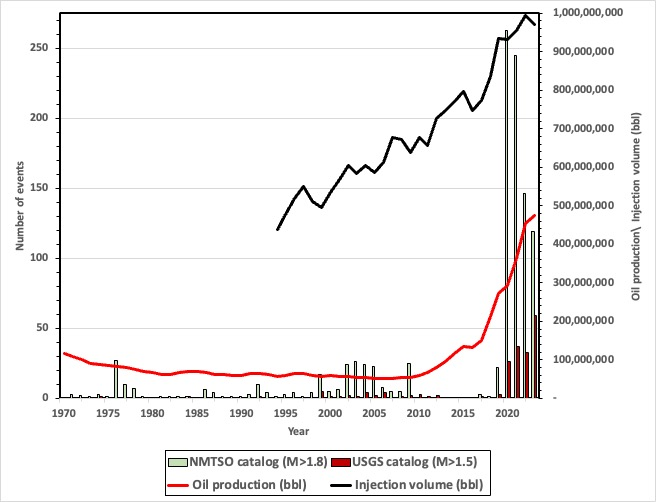 1,000,000,000
250
900,000,000
800,000,000
200
700,000,000
600,000,000
150
500,000,000
400,000,000
100
300,000,000
200,000,000
50
100,000,000
0
-
1970 1975 1980 1985 1990 1995 2000 2005 2010 2015 2020
Number of events
Oil production\ Injection volume (bbl)
Year
NMTSO catalog (M>1.8) USGS catalog (M>1.5)
Oil production (bbl) Injection volume (bbl)